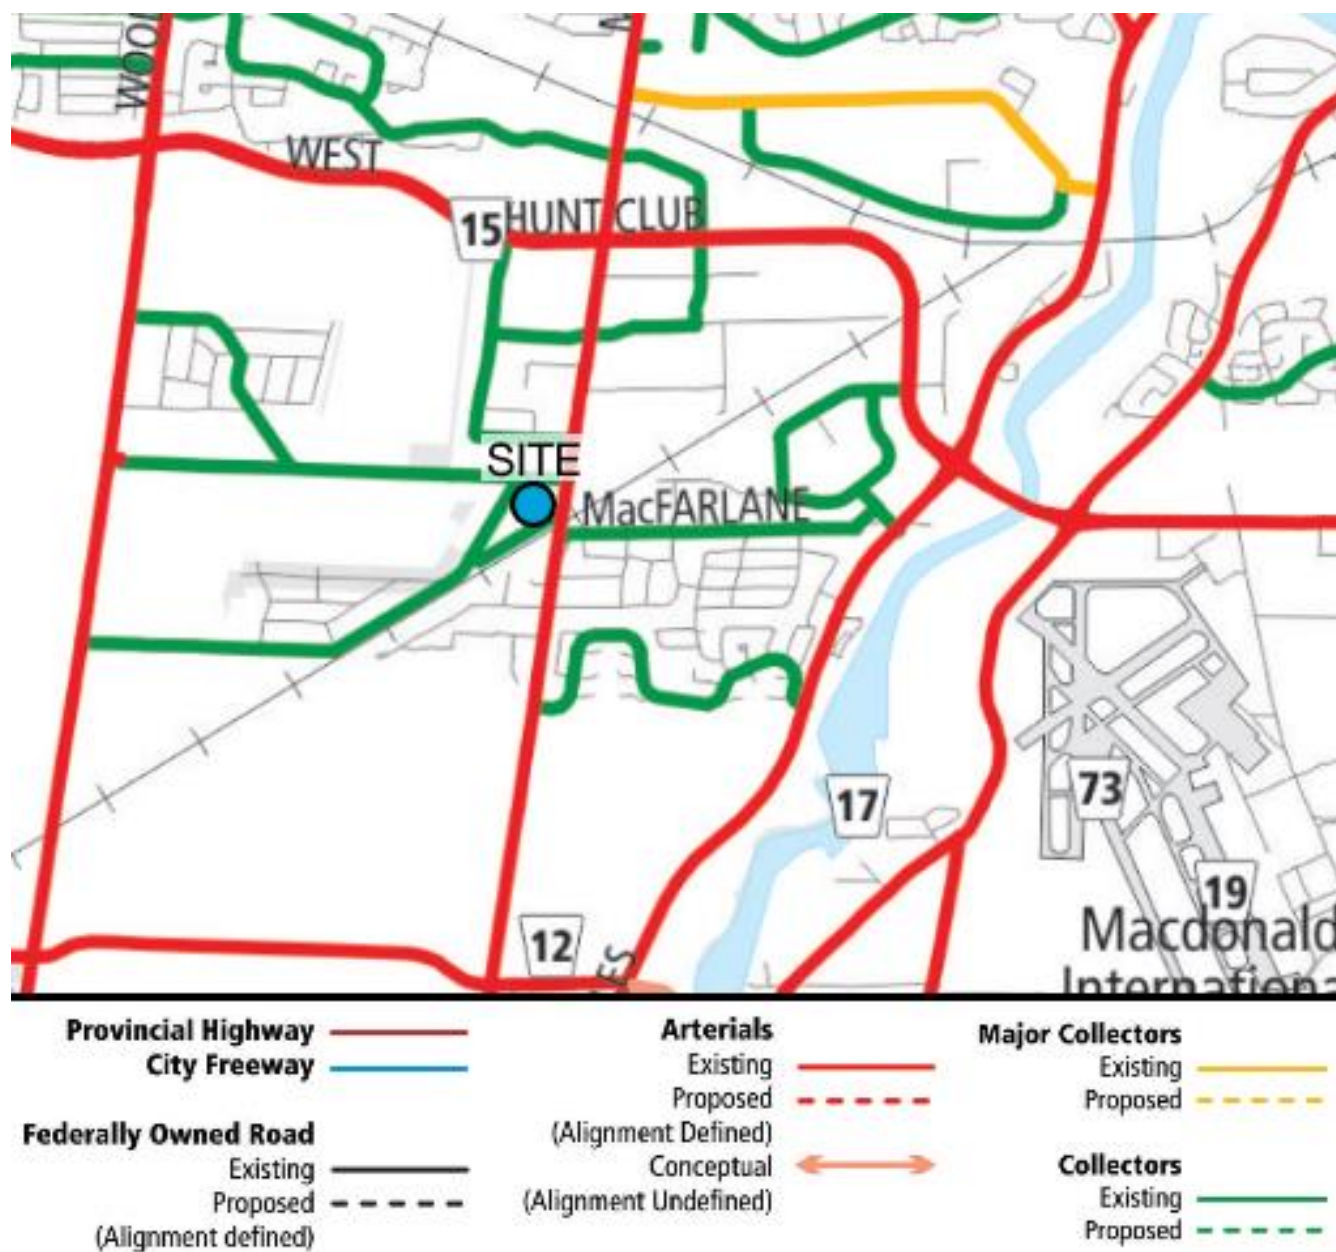 WEST
15
HUNT CLUB
SITE
MacFARLANE
17
73
19
12
Macdonald
Internationa
Provincial Highway
City Freeway
Federally Owned Road
Existing
Proposed
(Alignment defined)
Arterials
Existing
Proposed
(Alignment Defined)
Conceptual
(Alignment Undefined)
Major Collectors
Existing
Proposed
Collectors
Existing
Proposed